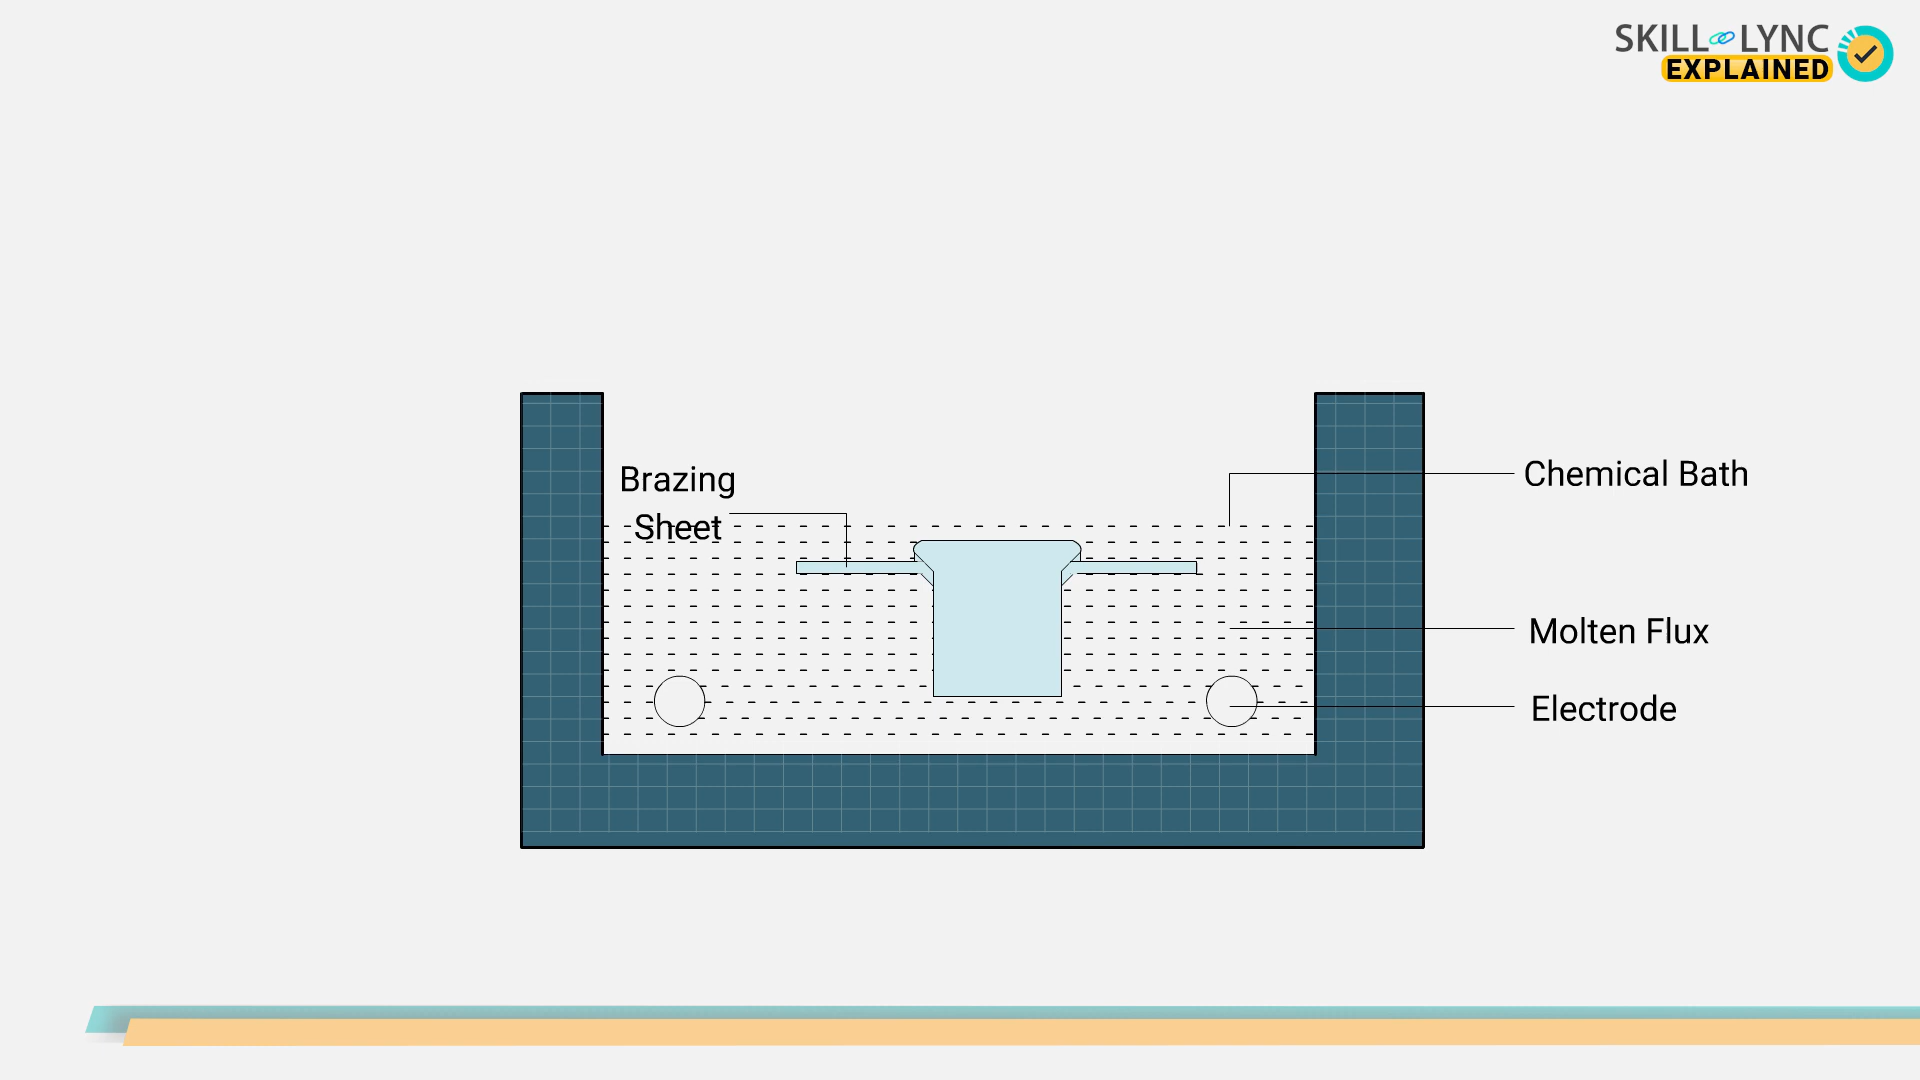 SKILL LYNC
EXPLAINED
Brazing
Sheet
Chemical Bath
Molten Flux
Electrode